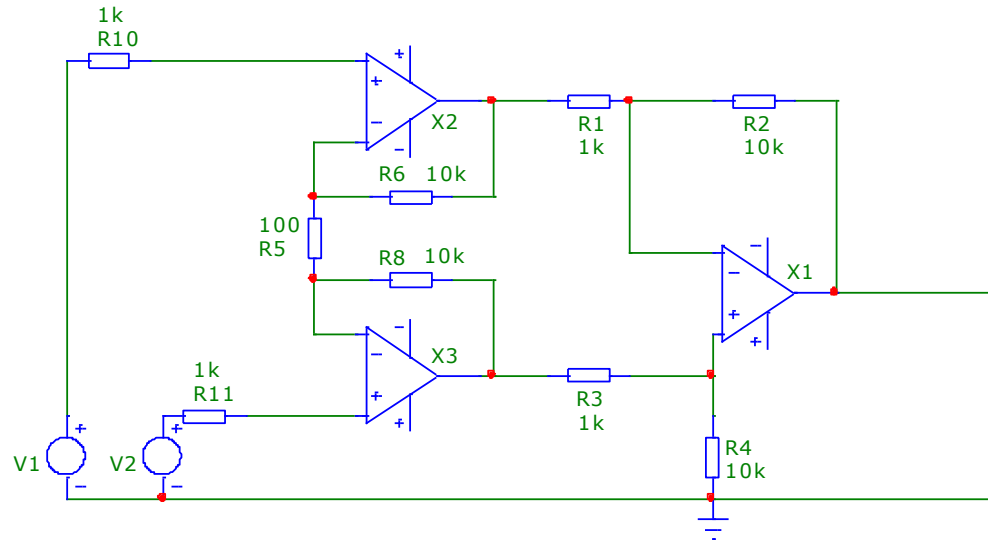 1k
R10
+
+
−
−
X2
R1
1k
R2
10k
R6 10k
100
R5
R8 10k
−
−
+
+
X3
−
−
+
+
X1
1k
R11
R3
1k
V1
+
−
V2
+
−
R4
10k